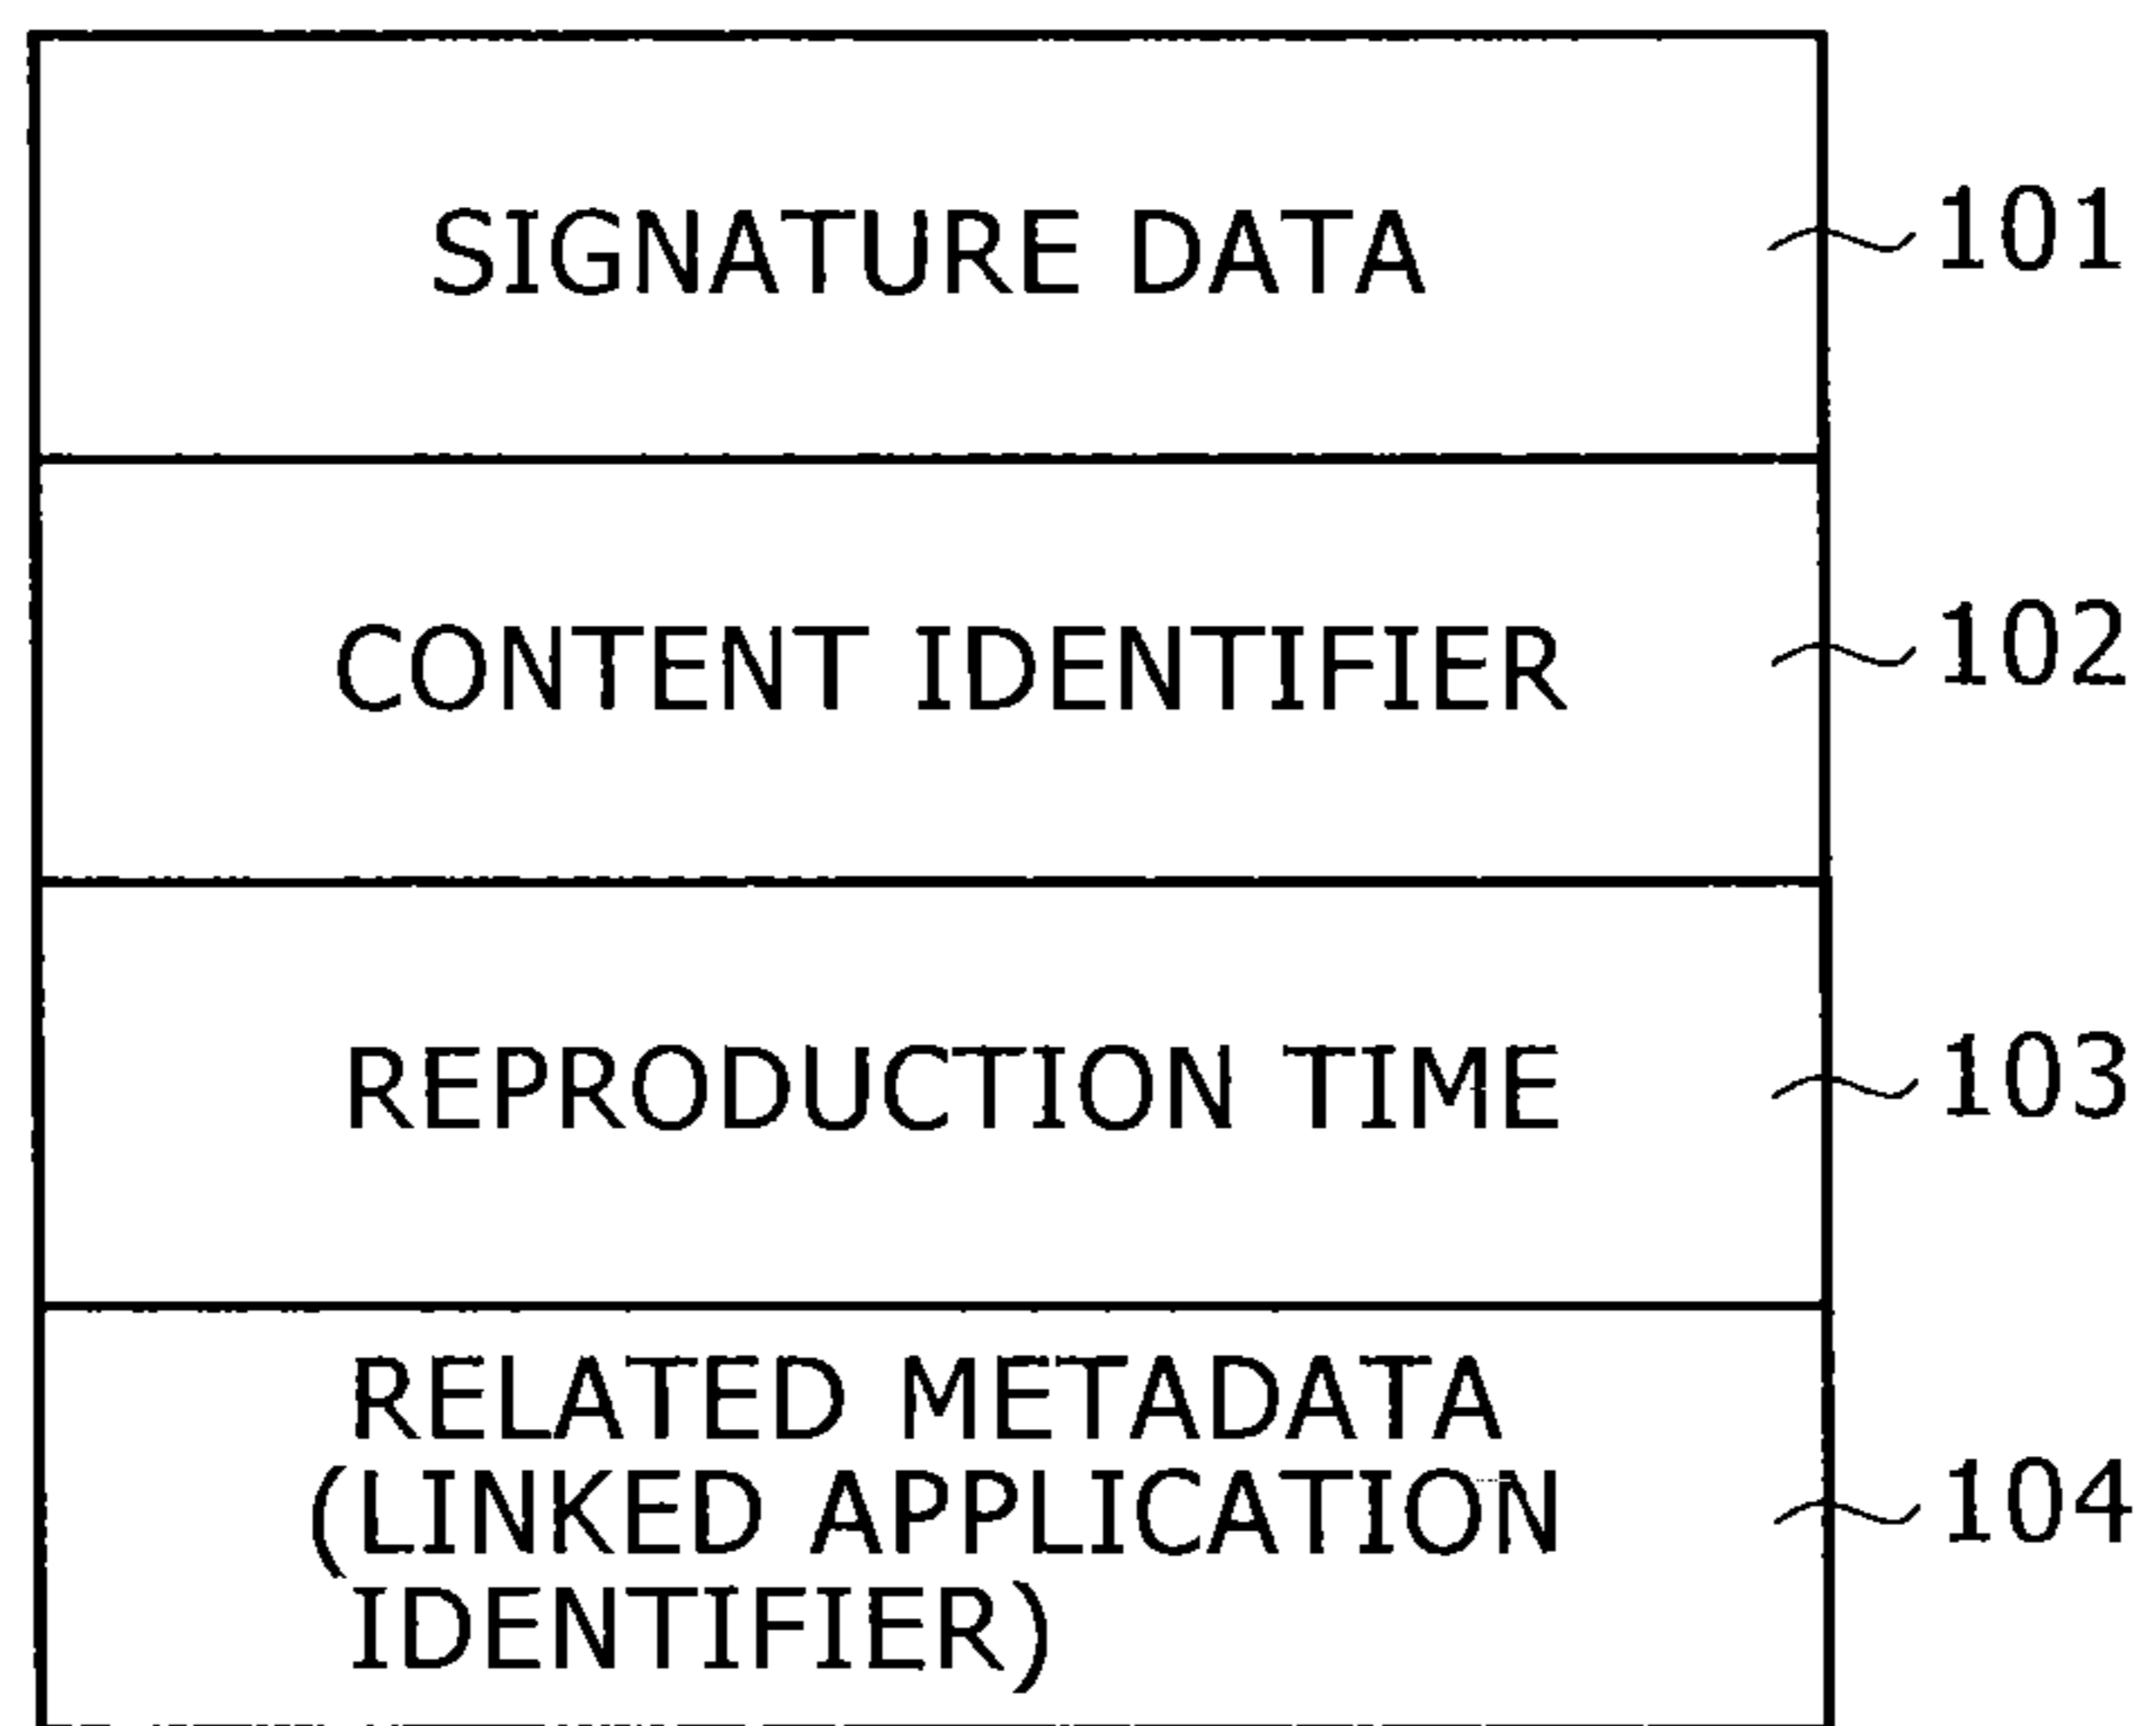 SIGNATURE DATA 101
CONTENT IDENTIFIER 102
REPRODUCTION TIME 103
RELATED METADATA
(LINKED APPLICATION 104
IDENTIFIER)